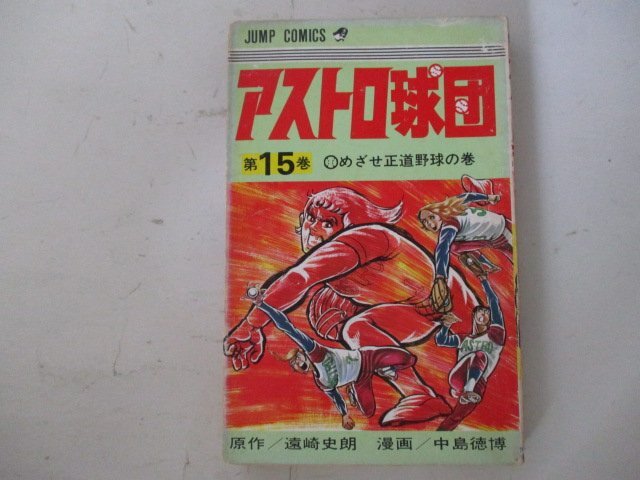 JUMP COMICS
アストロ球団
第15巻 めざせ正道野球の巻
ASTRO
原作/遠崎史朗 漫画/中島徳博